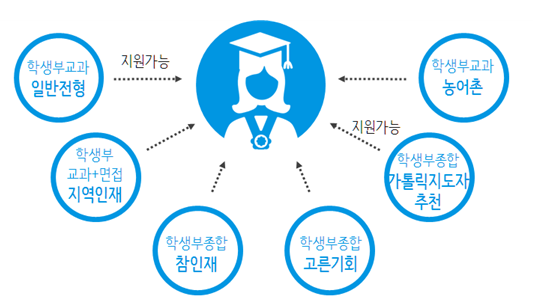 학생부교과
일반전형
지원가능
학생부교과
농어촌
학생부
교과+면접
지역인재
지원가능
학생부종합
가톨릭지도자
추천
학생부종합
참인재
학생부종합
고른기회